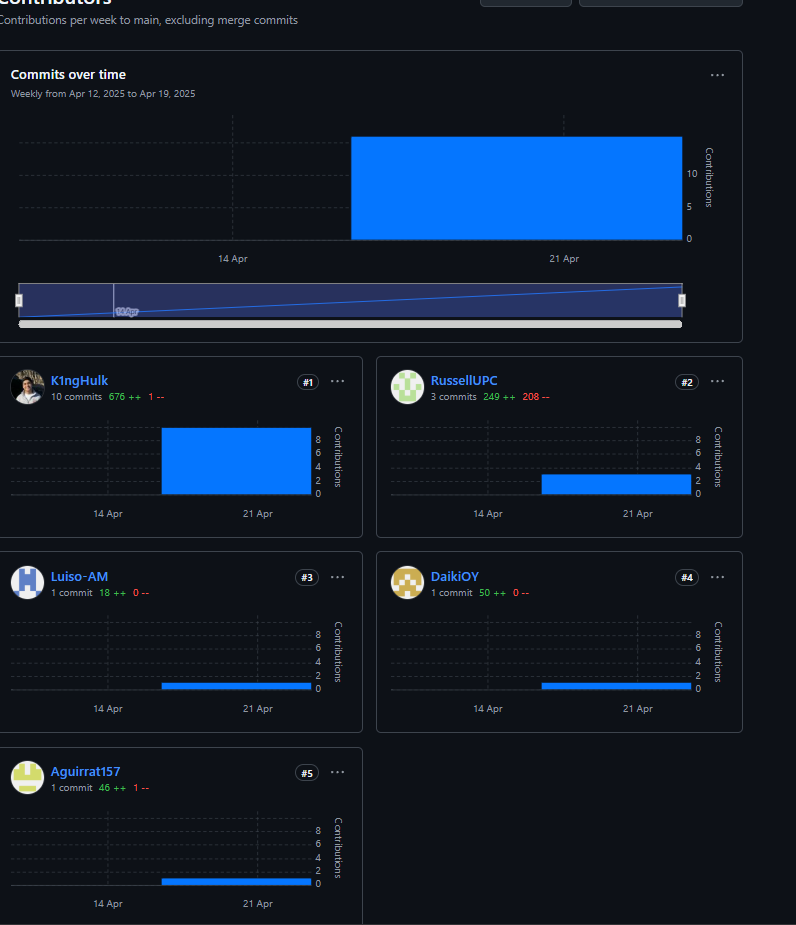 Contributors
Contributions per week to main, excluding merge commits
Commits over time
Weekly from Apr 12, 2025 to Apr 19, 2025
Contributions
10
5
0
14 Apr 21 Apr
14 Apr
K1ngHulk #1
10 commits 676 ++ 1 --
Contributions
8
6
4
2
0
14 Apr 21 Apr
RussellUPC #2
3 commits 249 ++ 208 --
Contributions
8
6
4
2
0
14 Apr 21 Apr
Luiso-AM #3
1 commit 18 ++ 0 --
Contributions
8
6
4
2
0
14 Apr 21 Apr
DaikiOY #4
1 commit 50 ++ 0 --
Contributions
8
6
4
2
0
14 Apr 21 Apr
Aguirrat157 #5
1 commit 46 ++ 1 --
Contributions
8
6
4
2
0
14 Apr 21 Apr